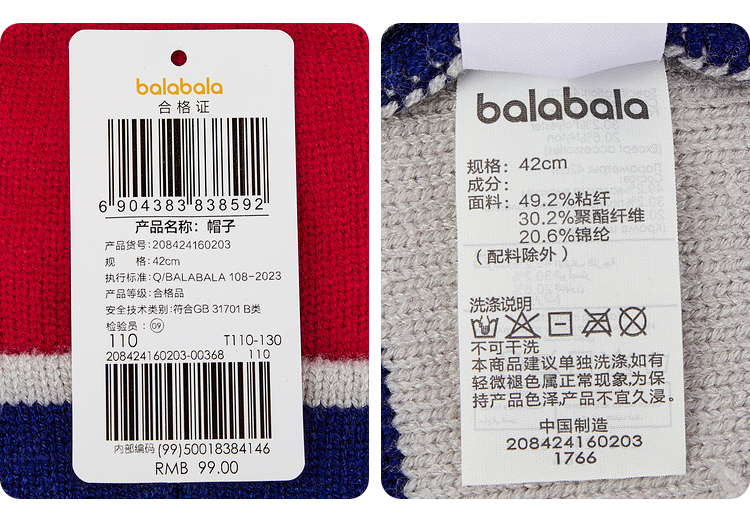 balabala
合格证
6 904383 838592
产品名称：帽子
产品货号：208424160203
规　　格：42cm
执行标准：Q/BALABALA 108-2023
产品等级：合格品
安全技术类别：符合GB 31701 B类
检验员：09
110 T110-130
208424160203-00368 110
内部编码 (99)50018384146
RMB 99.00
balabala
规格：42cm
成分：
面料：49.2%粘纤
30.2%聚酯纤维
20.6%锦纶
（配料除外）
洗涤说明
不可干洗
本商品建议单独洗涤,如有
轻微褪色属正常现象,为保
持产品色泽产品不宜久浸。
中国制造
208424160203
1766